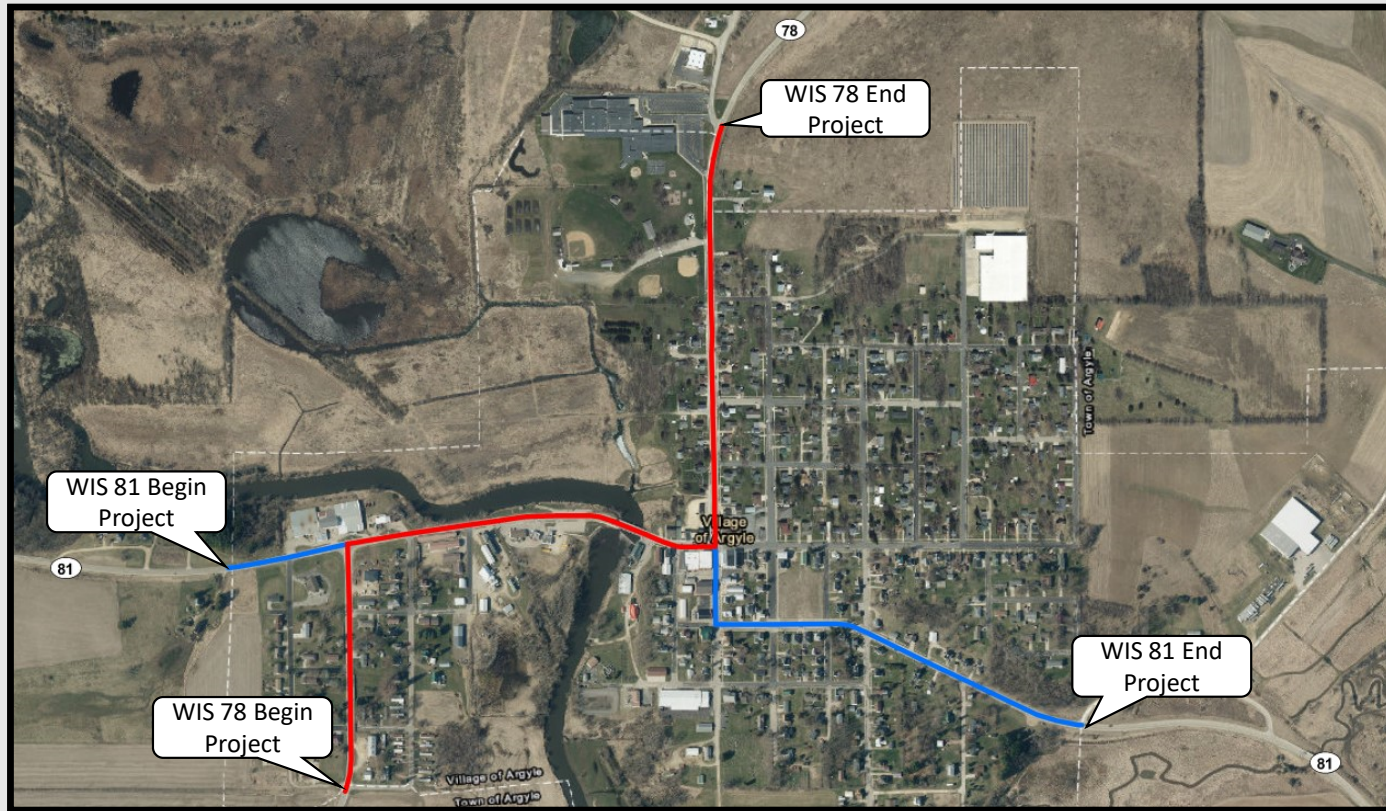 78
WIS 78 End
Project
Town of Argyle
WIS 81 Begin
Project
Village
of Argyle
81
WIS 81 End
Project
WIS 78 Begin
Project
Village of Argyle
Town of Argyle
81